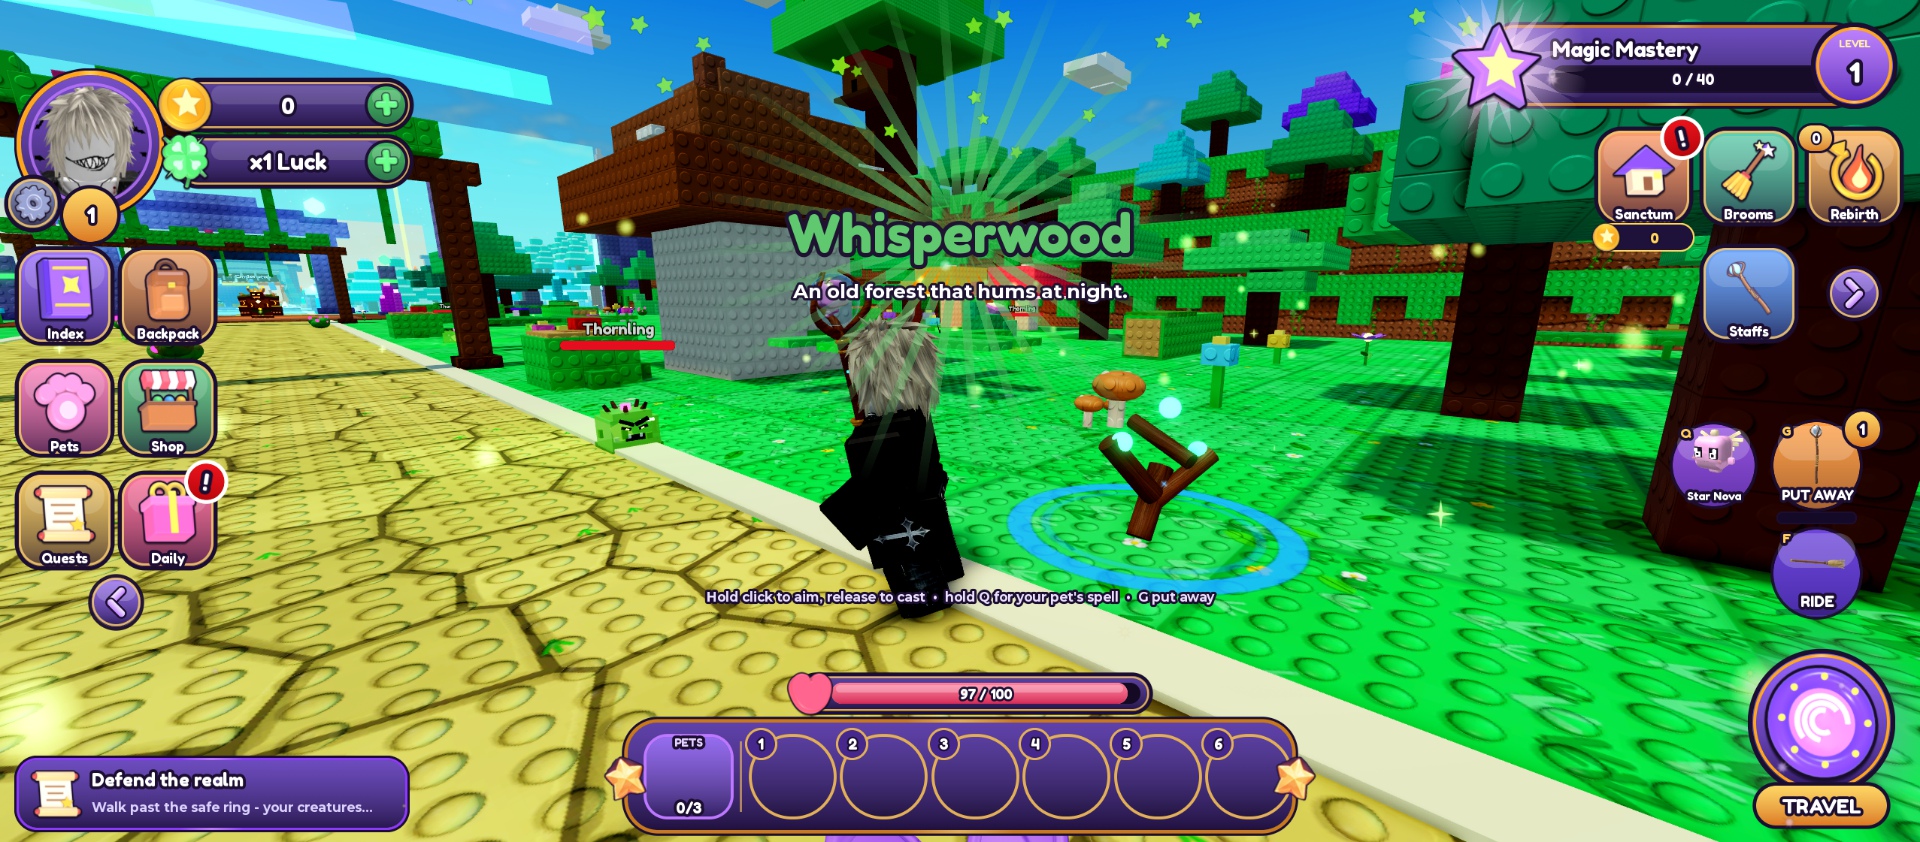 Magic Mastery
0 / 40
LEVEL
1
0
x1 Luck
1
Sanctum
0
Brooms
0
Rebirth
Staffs
Whisperwood
An old forest that hums at night.
Thornling
Index
Backpack
Pets
Shop
Quests
Daily
Q
Star Nova
G
1
PUT AWAY
F
RIDE
Hold click to aim, release to cast • hold Q for your pet's spell • G put away
97 / 100
PETS
0/3
1
2
3
4
5
6
Defend the realm
Walk past the safe ring - your creatures...
TRAVEL